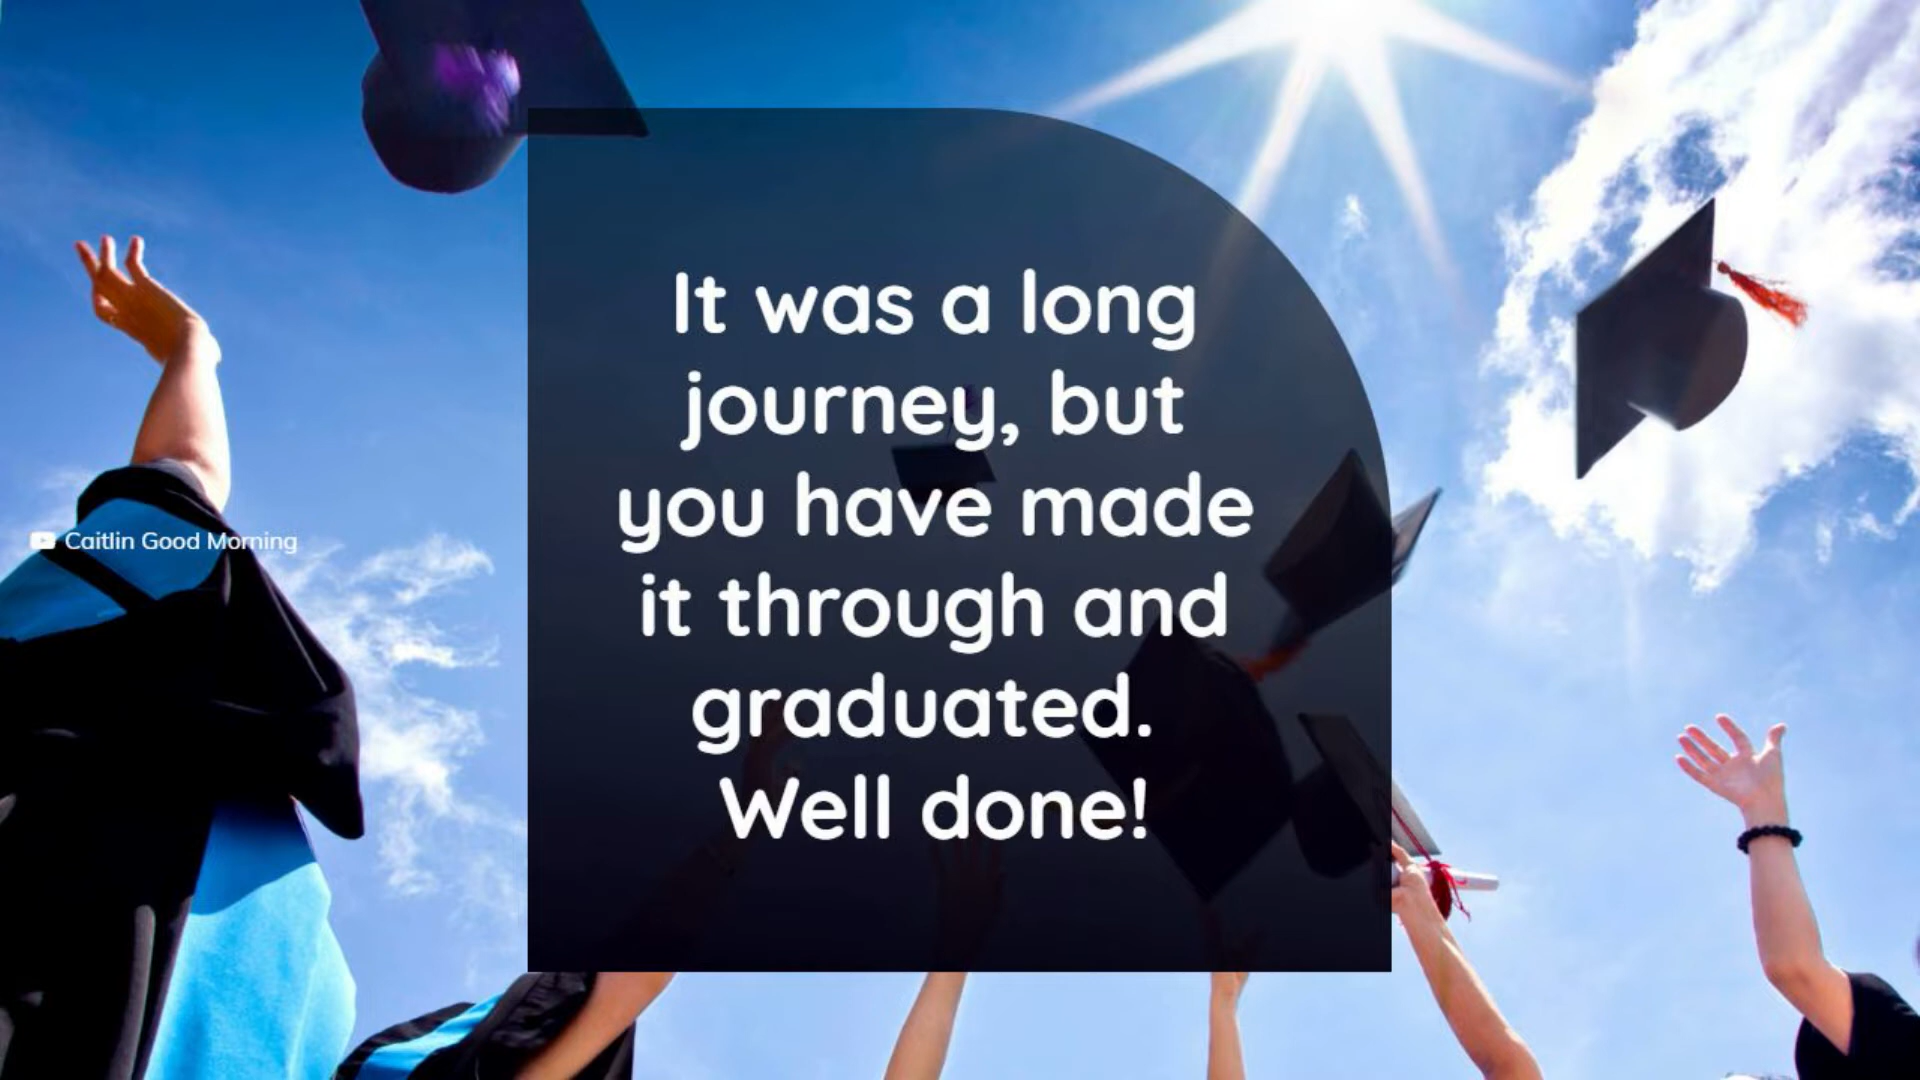 It was a long
journey, but
you have made
it through and
graduated.
Well done!
Caitlin Good Morning